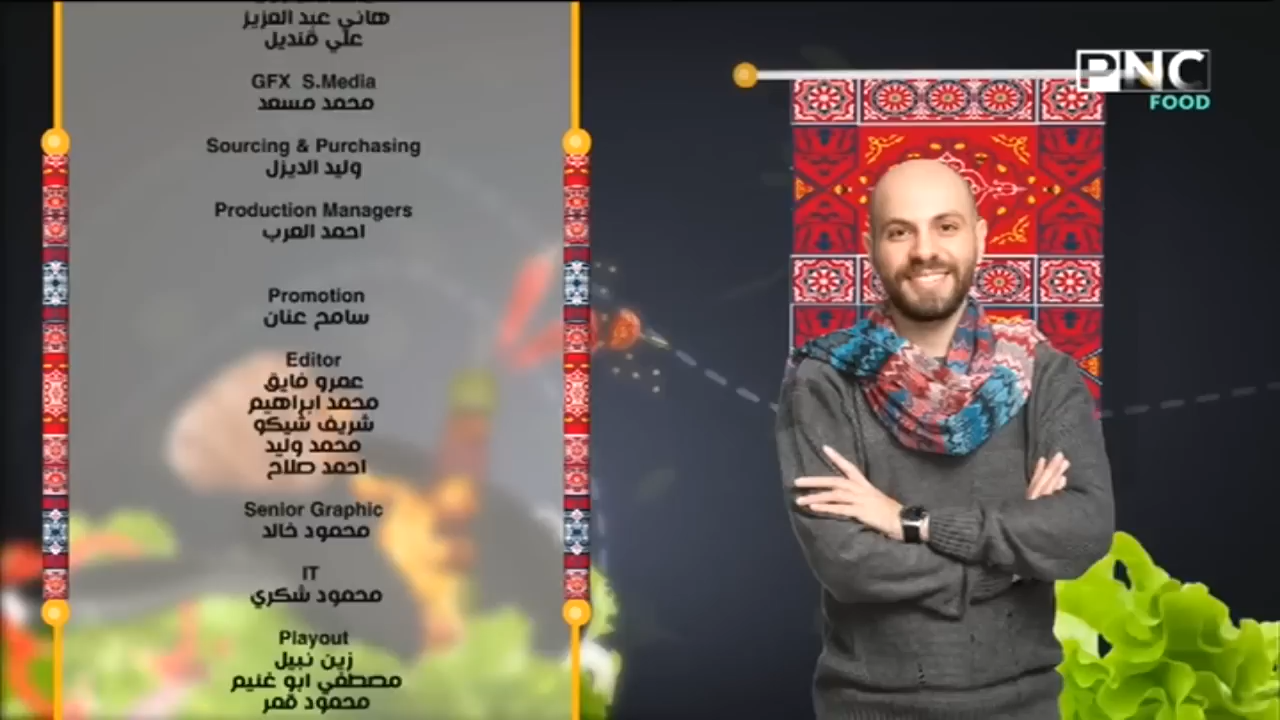 هاني عبد العزيز
علي قنديل
GFX S.Media
محمد مسعد
Sourcing & Purchasing
وليد الديزل
Production Managers
احمد العرب
Promotion
سامح عنان
Editor
عمرو فايق
محمد ابراهيم
شريف شيكو
محمد وليد
احمد صلاح
Senior Graphic
محمود خالد
IT
محمود شكري
Playout
زين نبيل
مصطفي ابو غنيم
محمود قمر
PNC
FOOD